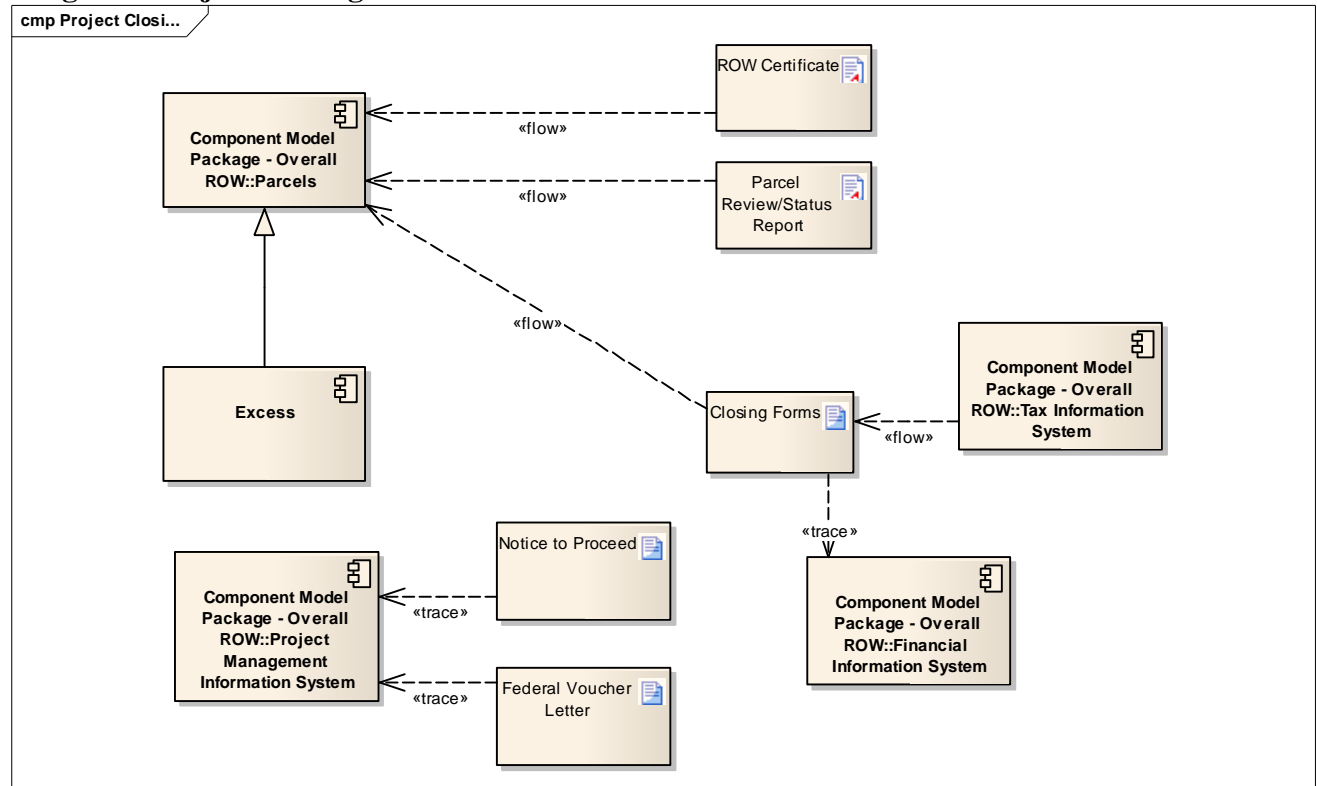 cmp Project Closi...
ROW Certificate
«flow»
Component Model
Package - Overall
ROW::Parcels
Parcel
Review/Status
Report
«flow»
«flow»
Component Model
Package - Overall
ROW::Tax Information
System
Excess
Closing Forms
«flow»
«trace»
Notice to Proceed
«trace»
Component Model
Package - Overall
ROW::Project
Management
Information System
Component Model
Package - Overall
ROW::Financial
Information System
Federal Voucher
Letter
«trace»